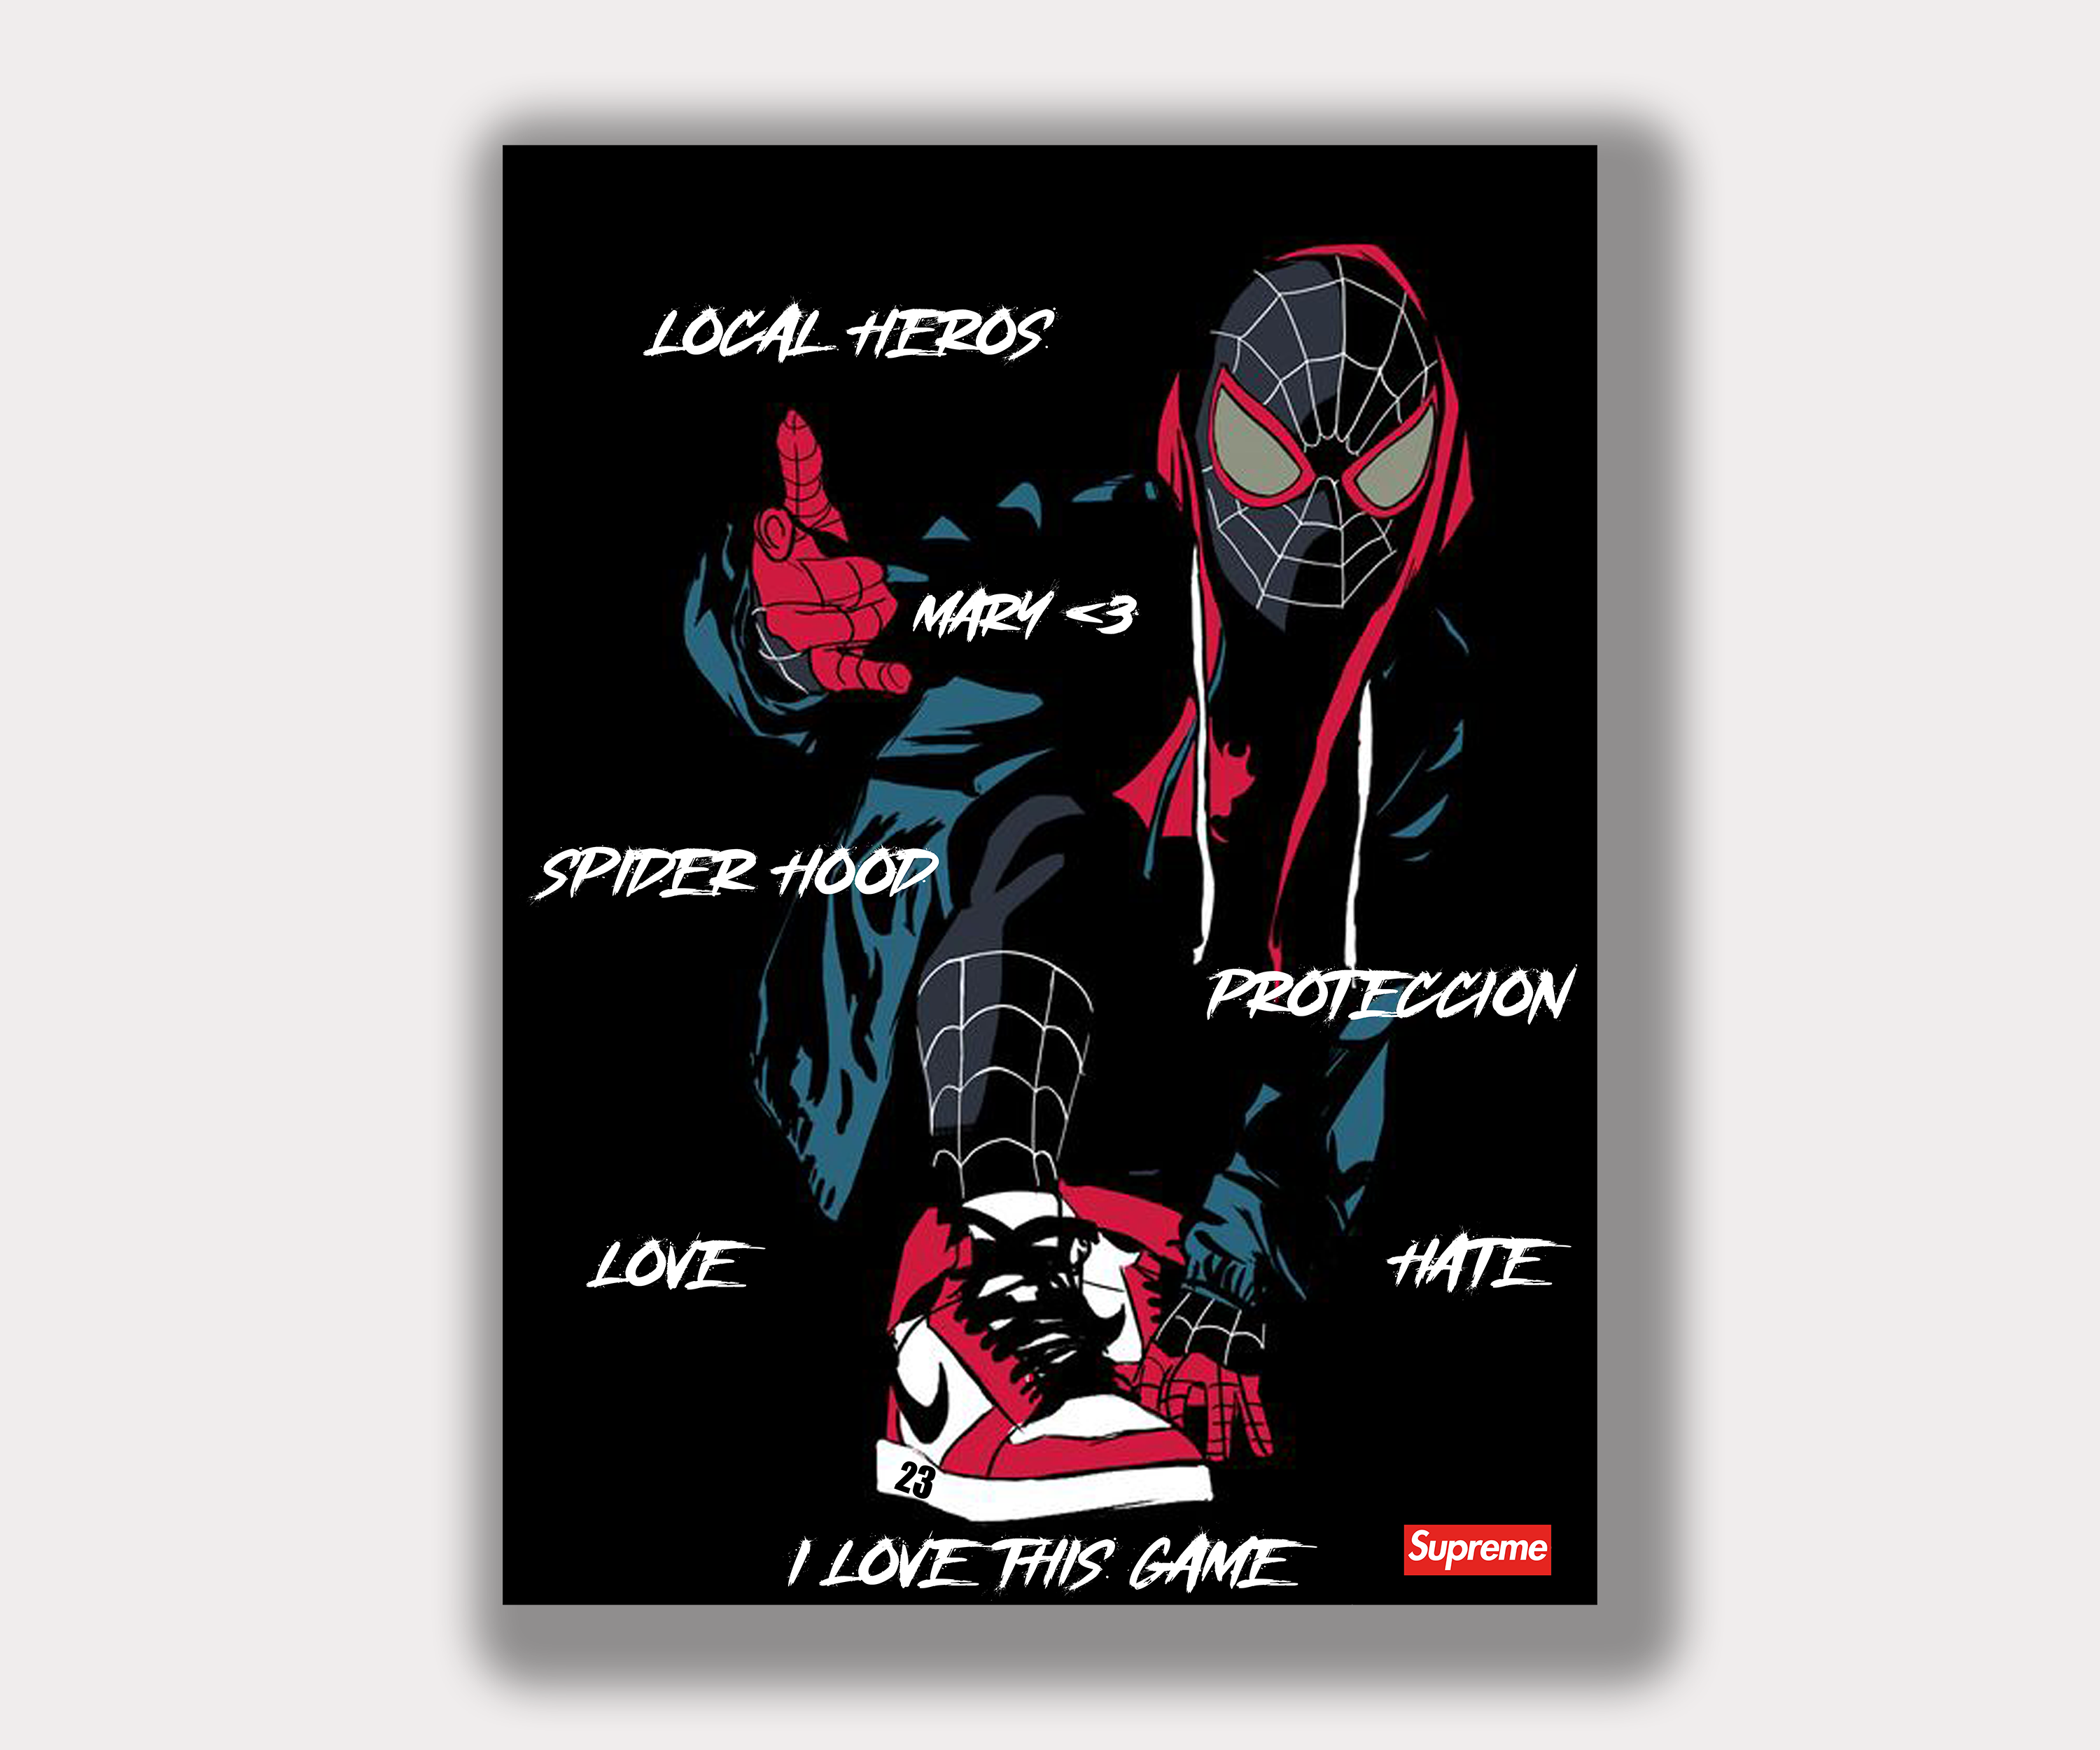 LOCAL HEROS
MARY <3
SPIDER HOOD
PROTECCION
LOVE
HATE
23
I LOVE THIS GAME
Supreme